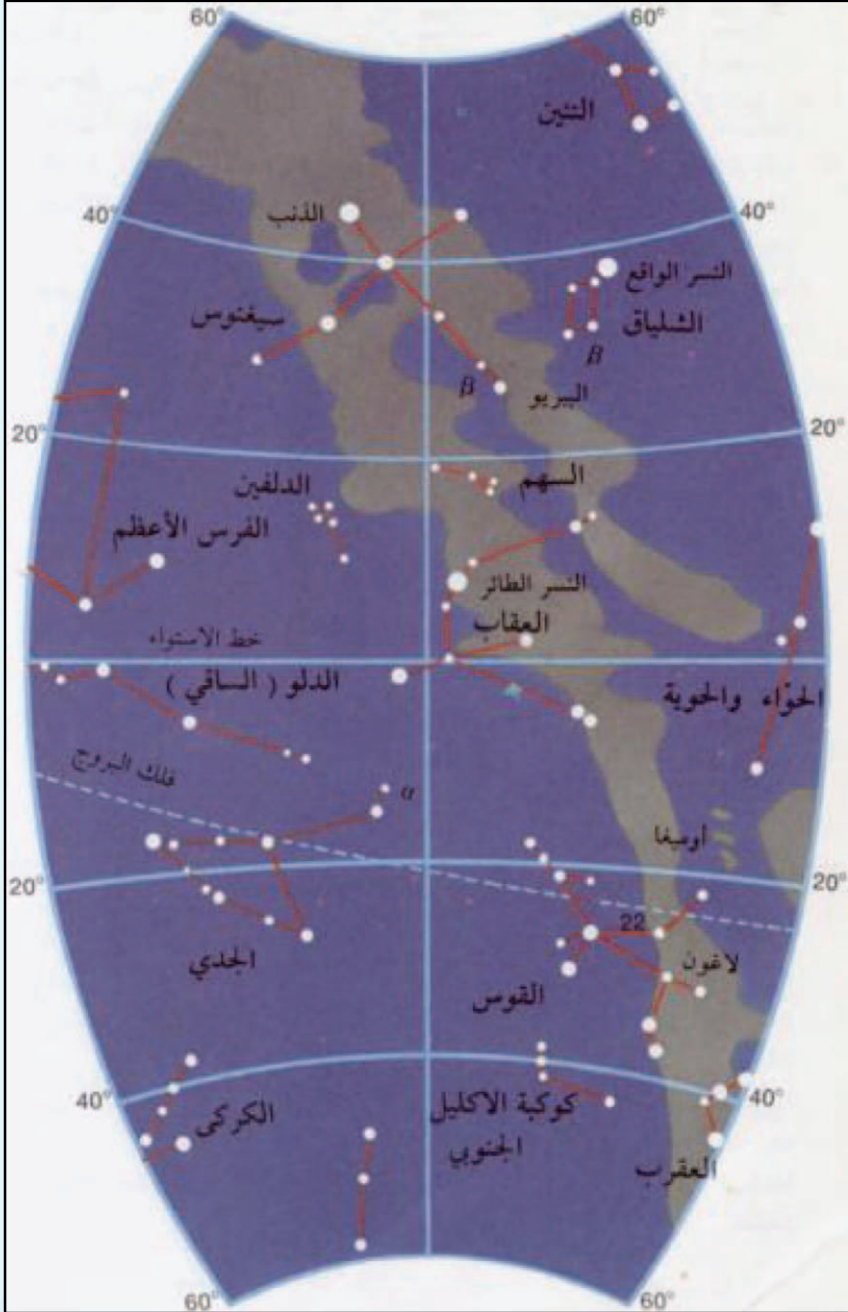 60°
60°
التنين
40°
40°
الذنب
النسر الواقع
سيغنوس
الشلياق
β
β
البيريو
20°
20°
السهم
الدلفين
الفرس الأعظم
النسر الطائر
العقاب
خط الاستواء
الدلو ( الساقي )
الحوّاء والحوية
فلك البروج
α
أوميغا
20°
20°
22
لاغون
الجدي
القوس
40°
40°
الكركي
كوكبة الاكليل
الجنوبي
العقرب
60°
60°